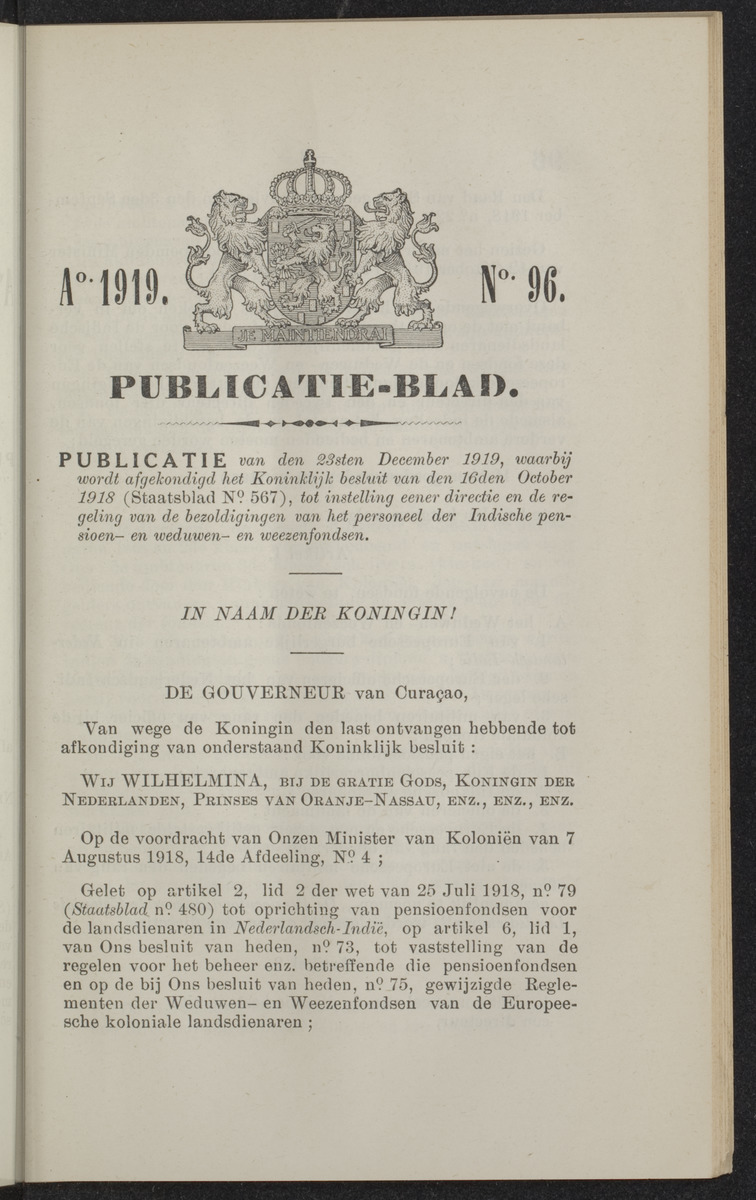 Aº. 1919.
Nº. 96.
JE MAINTIENDRAI
PUBLICATIE-BLAD.
PUBLICATIE van den 23sten December 1919, waarbij
wordt afgekondigd het Koninklijk besluit van den 16den October
1918 (Staatsblad Nº 567), tot instelling eener directie en de re-
geling van de bezoldigingen van het personeel der Indische pen-
sioen- en weduwen- en weezenfondsen.
IN NAAM DER KONINGIN!
DE GOUVERNEUR van Curaçao,
Van wege de Koningin den last ontvangen hebbende tot
afkondiging van onderstaand Koninklijk besluit :
WIJ WILHELMINA, BIJ DE GRATIE GODS, KONINGIN DER
NEDERLANDEN, PRINSES VAN ORANJE-NASSAU, ENZ., ENZ., ENZ.
Op de voordracht van Onzen Minister van Koloniën van 7
Augustus 1918, 14de Afdeeling, Nº 4 ;
Gelet op artikel 2, lid 2 der wet van 25 Juli 1918, nº 79
(Staatsblad nº 480) tot oprichting van pensioenfondsen voor
de landsdienaren in Nederlandsch-Indië, op artikel 6, lid 1,
van Ons besluit van heden, nº 73, tot vaststelling van de
regelen voor het beheer enz. betreffende die pensioenfondsen
en op de bij Ons besluit van heden, nº 75, gewijzigde Regle-
menten der Weduwen- en Weezenfondsen van de Europee-
sche koloniale landsdienaren ;